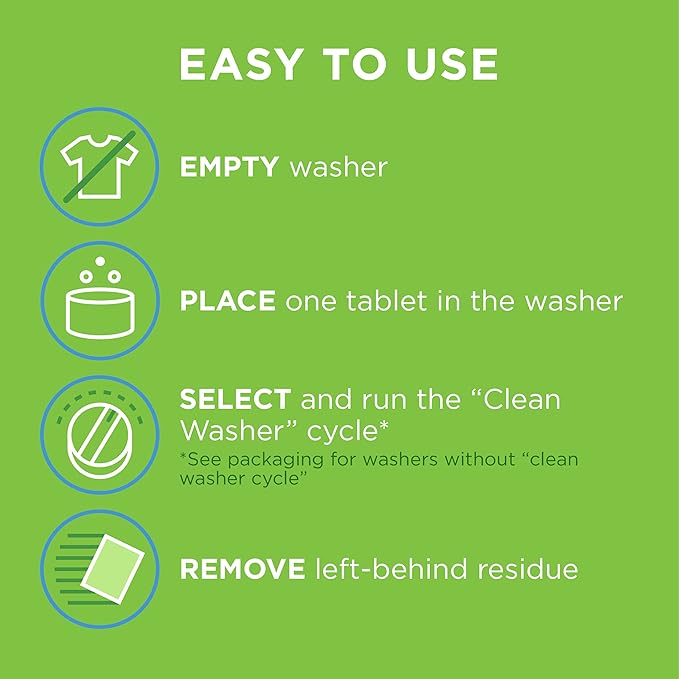 EASY TO USE
EMPTY washer
PLACE one tablet in the washer
SELECT and run the “Clean
Washer” cycle*
*See packaging for washers without “clean
washer cycle”
REMOVE left-behind residue